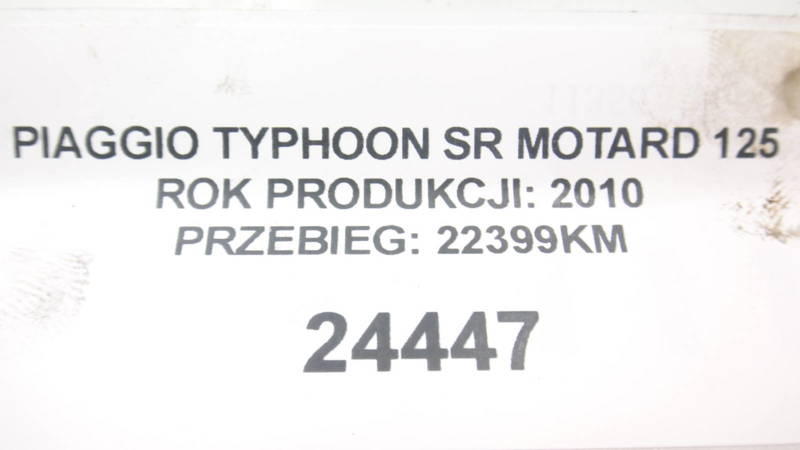 PIAGGIO TYPHOON SR MOTARD 125
ROK PRODUKCJI: 2010
PRZEBIEG: 22399KM
24447